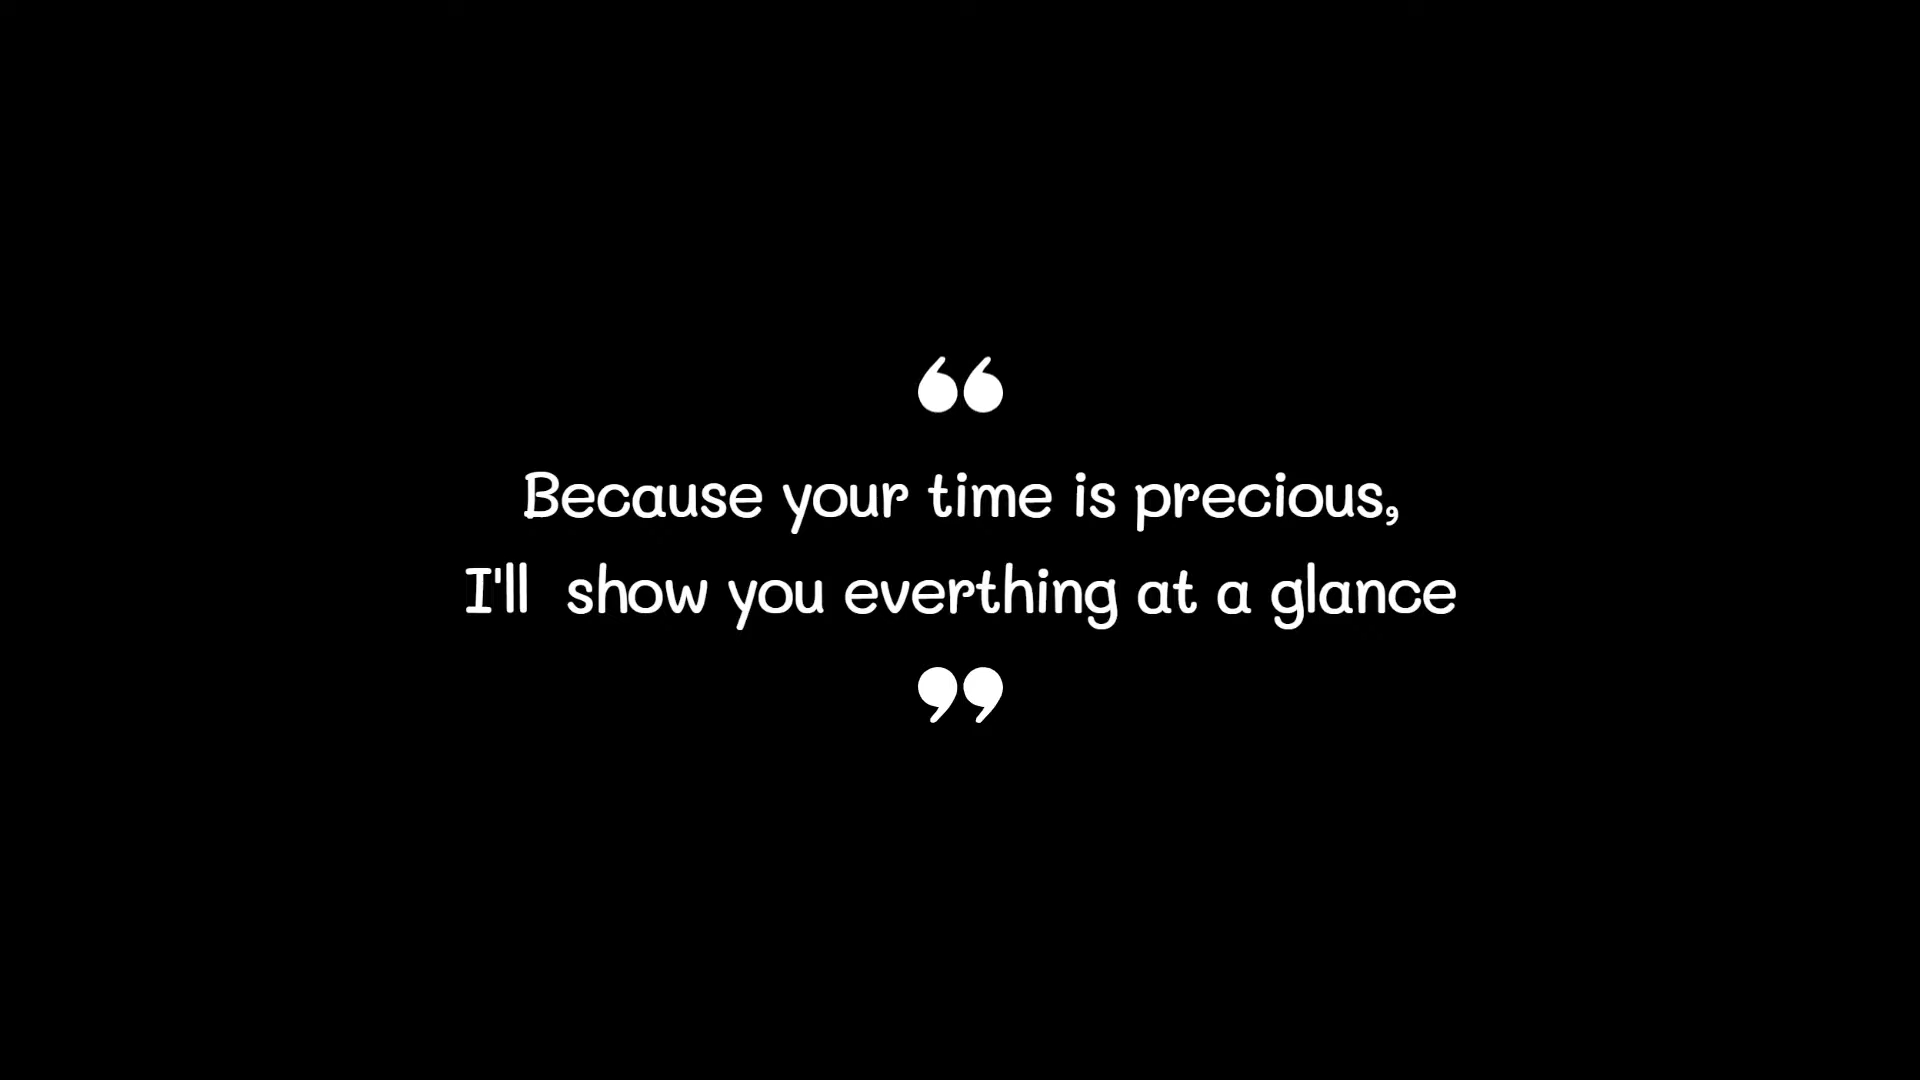 “
Because your time is precious,
I'll  show you everthing at a glance
”